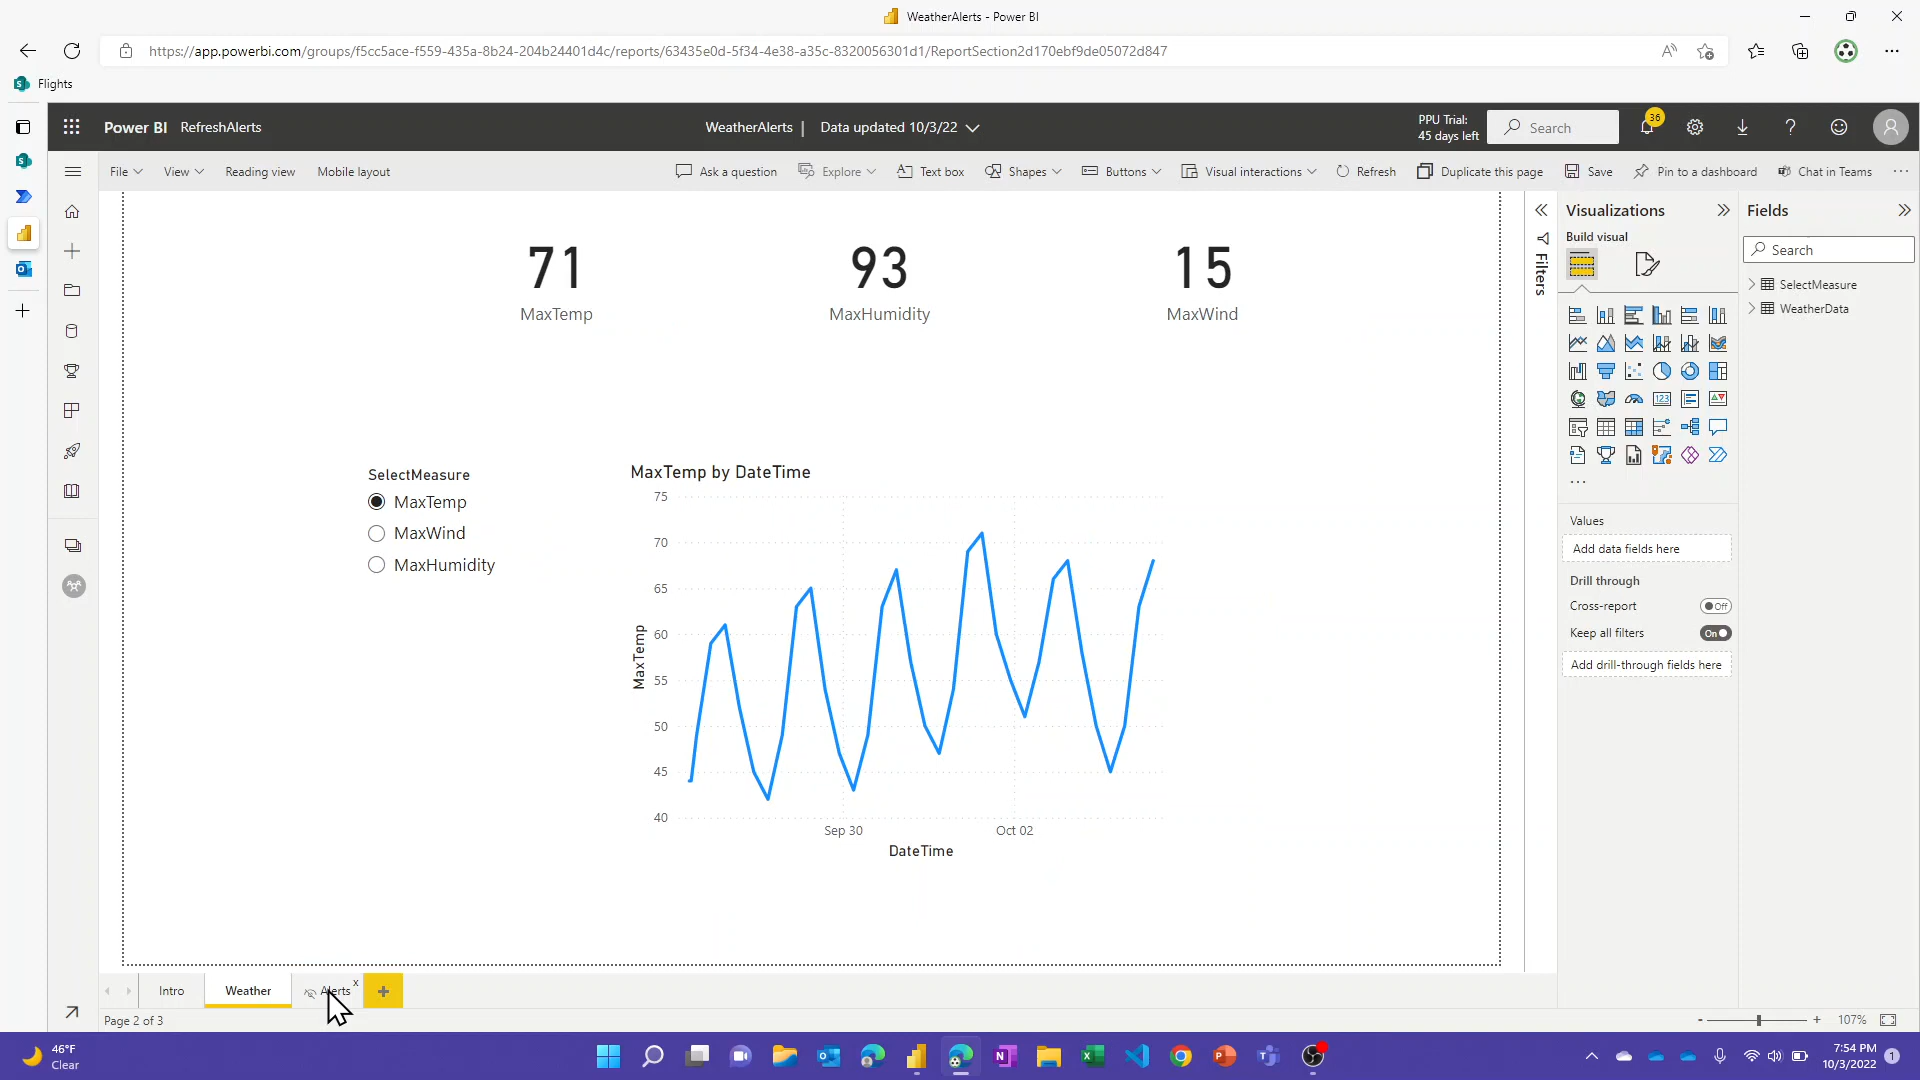 WeatherAlerts - Power BI
https://app.powerbi.com/groups/f5cc5ace-f559-435a-8b24-204b24401d4c/reports/63435e0d-5f34-4e38-a35c-8320056301d1/ReportSection2d170ebf9de05072d847
Flights
Power BI RefreshAlerts
WeatherAlerts | Data updated 10/3/22
PPU Trial:
45 days left
Search
36
File View Reading view Mobile layout
Ask a question Explore Text box Shapes Buttons Visual interactions Refresh Duplicate this page Save Pin to a dashboard Chat in Teams
71
MaxTemp
93
MaxHumidity
15
MaxWind
SelectMeasure
MaxTemp
MaxWind
MaxHumidity
MaxTemp by DateTime
75
70
65
60
55
50
45
40
MaxTemp
Sep 30
Oct 02
DateTime
Filters
Visualizations
Build visual
123
Values
Add data fields here
Drill through
Cross-report
Off
Keep all filters
On
Add drill-through fields here
Fields
Search
SelectMeasure
WeatherData
Intro
Weather
Alerts
x
+
Page 2 of 3
- + 107%
46°F
Clear
7:54 PM
10/3/2022
1